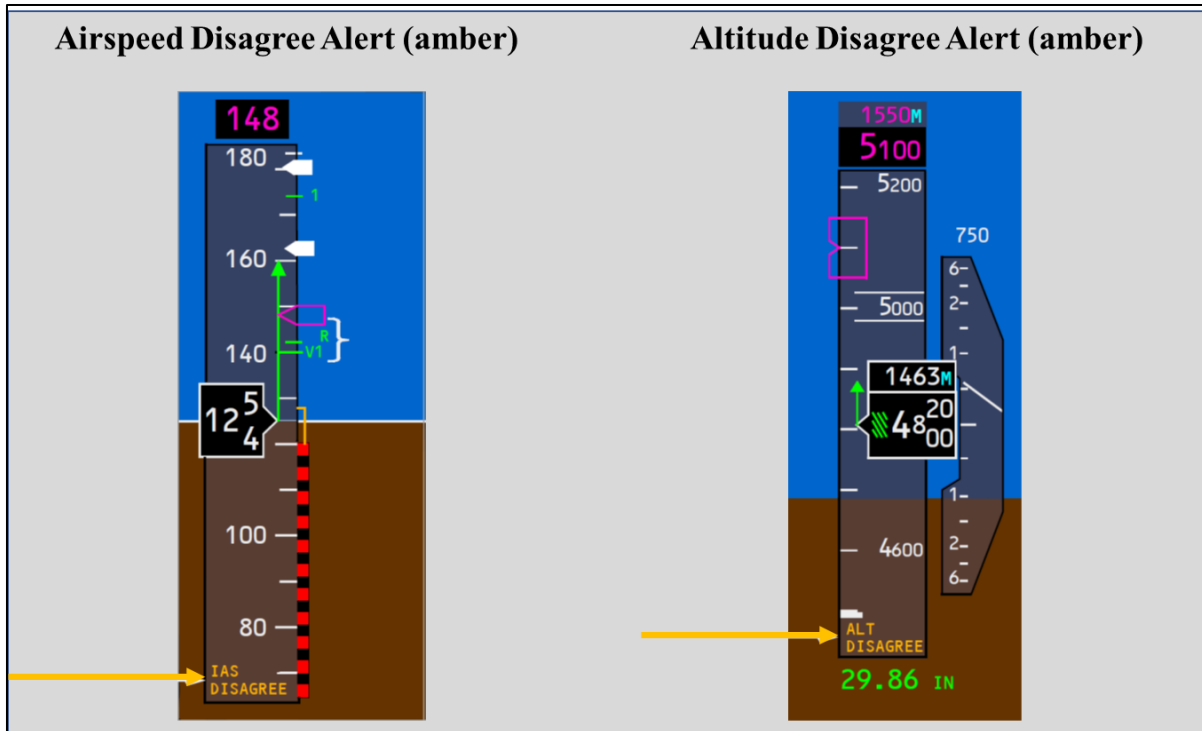 Airspeed Disagree Alert (amber)
148
180
1
160
R
V1
140
12 5
4
100
80
IAS
DISAGREE
Altitude Disagree Alert (amber)
1550M
5100
5200
750
6
2
5000
1
1463M
4820
00
1
4600
2
6
ALT
DISAGREE
29.86 IN